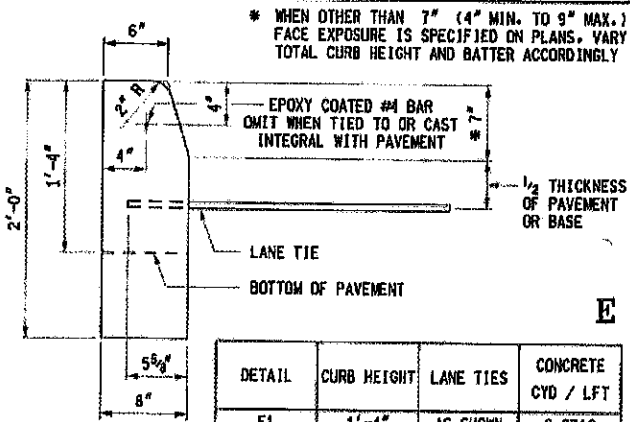 * WHEN OTHER THAN 7" (4" MIN. TO 9" MAX.)
FACE EXPOSURE IS SPECIFIED ON PLANS. VARY
TOTAL CURB HEIGHT AND BATTER ACCORDINGLY
6"
2" R
4"
EPOXY COATED #4 BAR
OMIT WHEN TIED TO OR CAST
INTEGRAL WITH PAVEMENT
* 7"
4"
1'-4"
2'-0"
1/2 THICKNESS
OF PAVEMENT
OR BASE
LANE TIE
BOTTOM OF PAVEMENT
E
5 5/8"
8"
DETAIL CURB HEIGHT LANE TIES CONCRETE
CYD / LFT
E1 1'-4" AS SHOWN